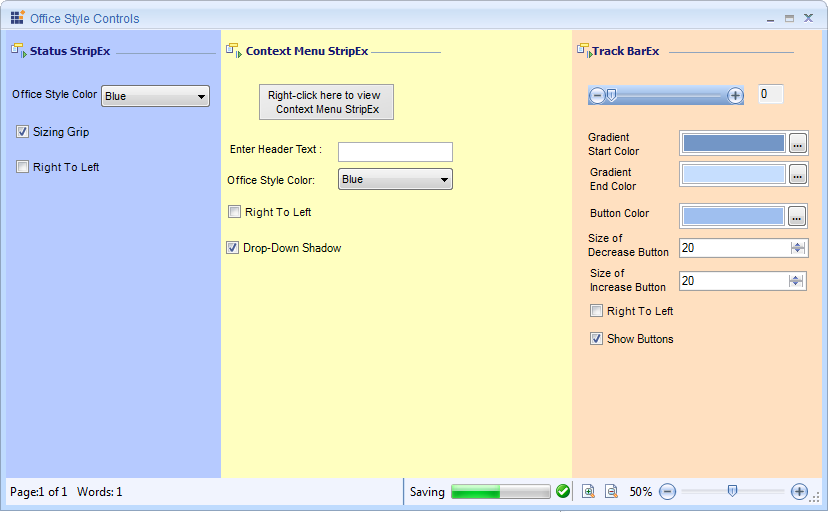 Office Style Controls
Status StripEx
Office Style Color
Blue
Sizing Grip
Right To Left
Context Menu StripEx
Right-click here to view
Context Menu StripEx
Enter Header Text :
Office Style Color:
Blue
Right To Left
Drop-Down Shadow
Track BarEx
0
Gradient
Start Color
...
Gradient
End Color
...
Button Color
...
Size of
Decrease Button
20
Size of
Increase Button
20
Right To Left
Show Buttons
Page:1 of 1 Words: 1
Saving
50%